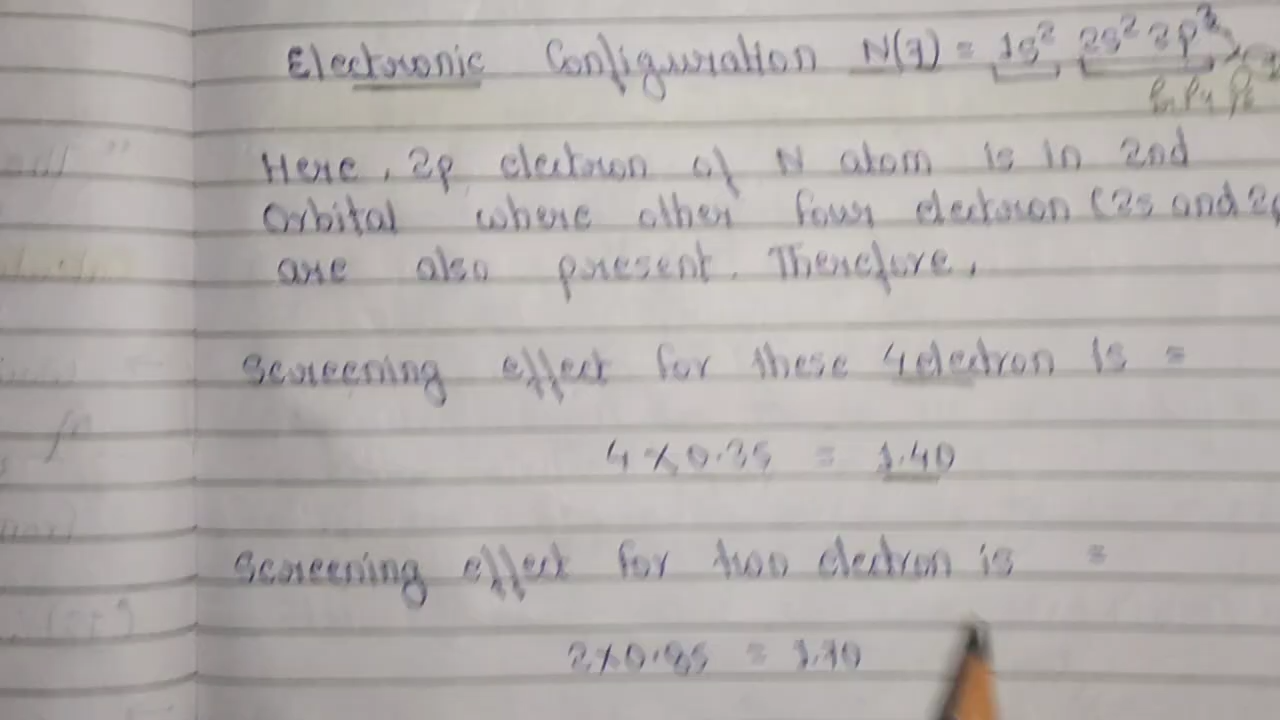 Electronic Configuration N(7) = 1s² 2s² 2p³
Here, 2p electron of N atom is in 2nd
orbital where other four electron (2s and 2p
are also present. Therefore,
Screening effect for these 4 electron is =
4 × 0.35 = 1.40
Screening effect for two electron is =
2 × 0.85 = 1.70